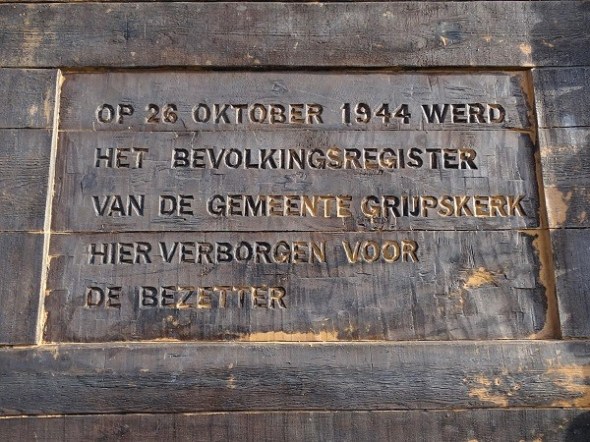 OP 26 OKTOBER 1944 WERD
HET BEVOLKINGSREGISTER
VAN DE GEMEENTE GRIJPSKERK
HIER VERBORGEN VOOR
DE BEZETTER